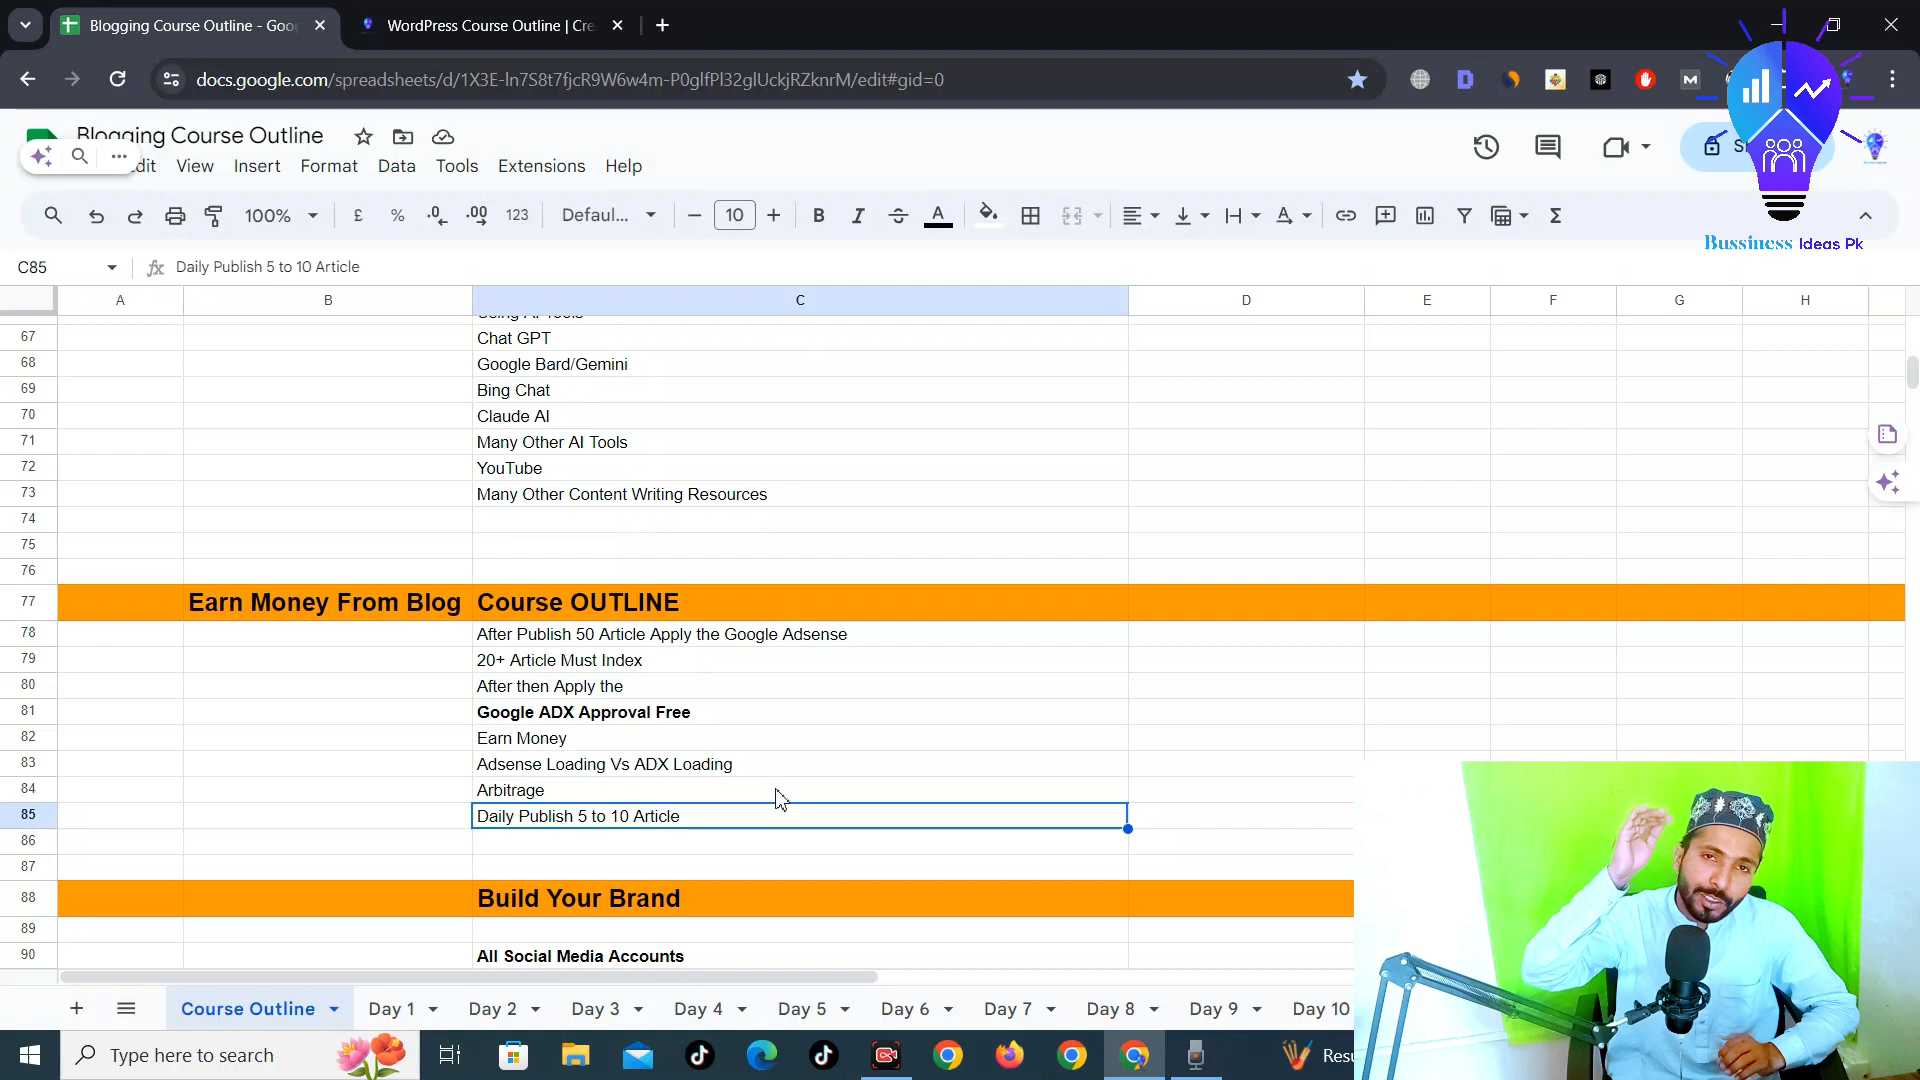 Blogging Course Outline - Goo
WordPress Course Outline | Cre
docs.google.com/spreadsheets/d/1X3E-ln7S8t7fjcR9W6w4m-P0glfPl32glUckjRZknrM/edit#gid=0
Blogging Course Outline
dit View Insert Format Data Tools Extensions Help
100% £ % .0 .00 123 Defaul... 10 B I A
Bussiness Ideas Pk
C85 fx Daily Publish 5 to 10 Article
A B C D E F G H
67 Chat GPT
68 Google Bard/Gemini
69 Bing Chat
70 Claude AI
71 Many Other AI Tools
72 YouTube
73 Many Other Content Writing Resources
74
75
76
77 Earn Money From Blog Course OUTLINE
78 After Publish 50 Article Apply the Google Adsense
79 20+ Article Must Index
80 After then Apply the
81 Google ADX Approval Free
82 Earn Money
83 Adsense Loading Vs ADX Loading
84 Arbitrage
85 Daily Publish 5 to 10 Article
86
87
88 Build Your Brand
89
90 All Social Media Accounts
Course Outline Day 1 Day 2 Day 3 Day 4 Day 5 Day 6 Day 7 Day 8 Day 9 Day 10
Type here to search